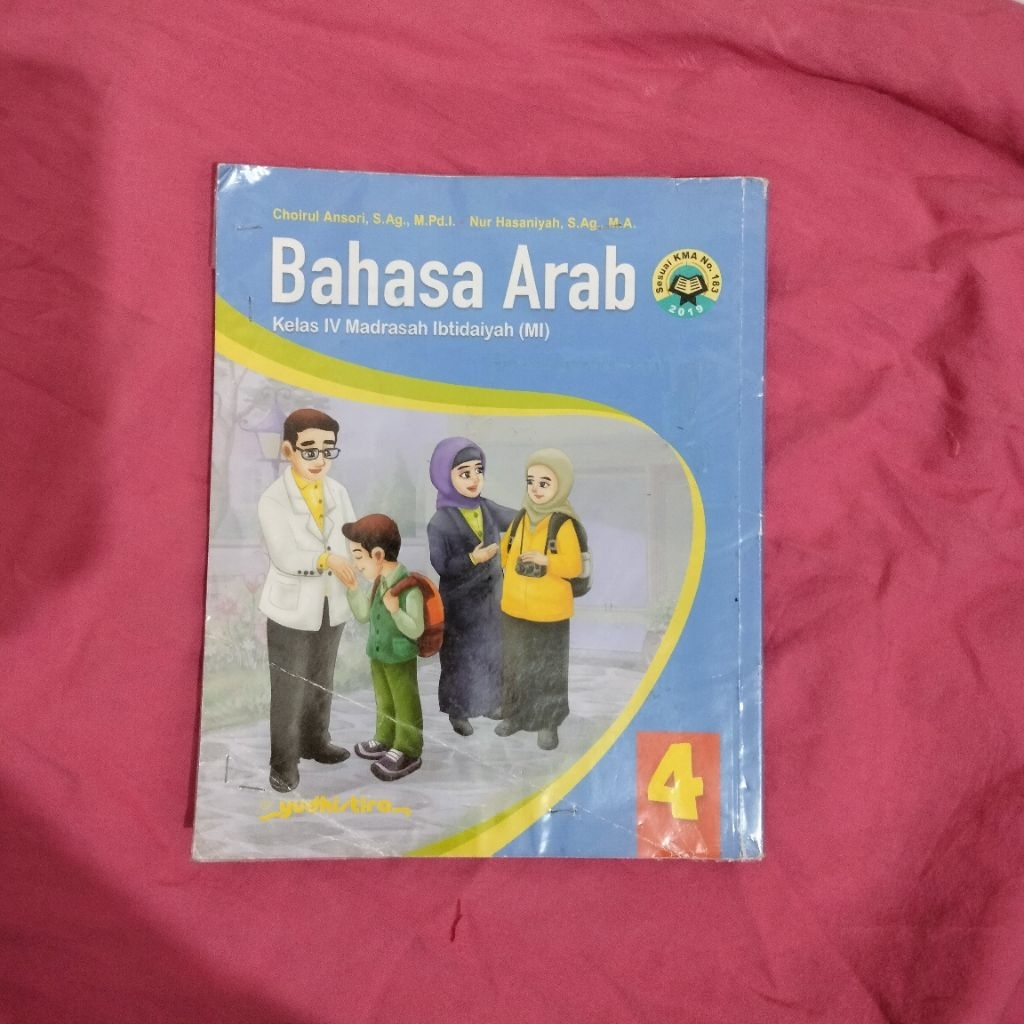 Choirul Ansori, S.Ag., M.Pd.I. Nur Hasaniyah, S.Ag., M.A.
Bahasa Arab
Sesuai KMA No. 183
2019
Kelas IV Madrasah Ibtidaiyah (MI)
yudhistira
4